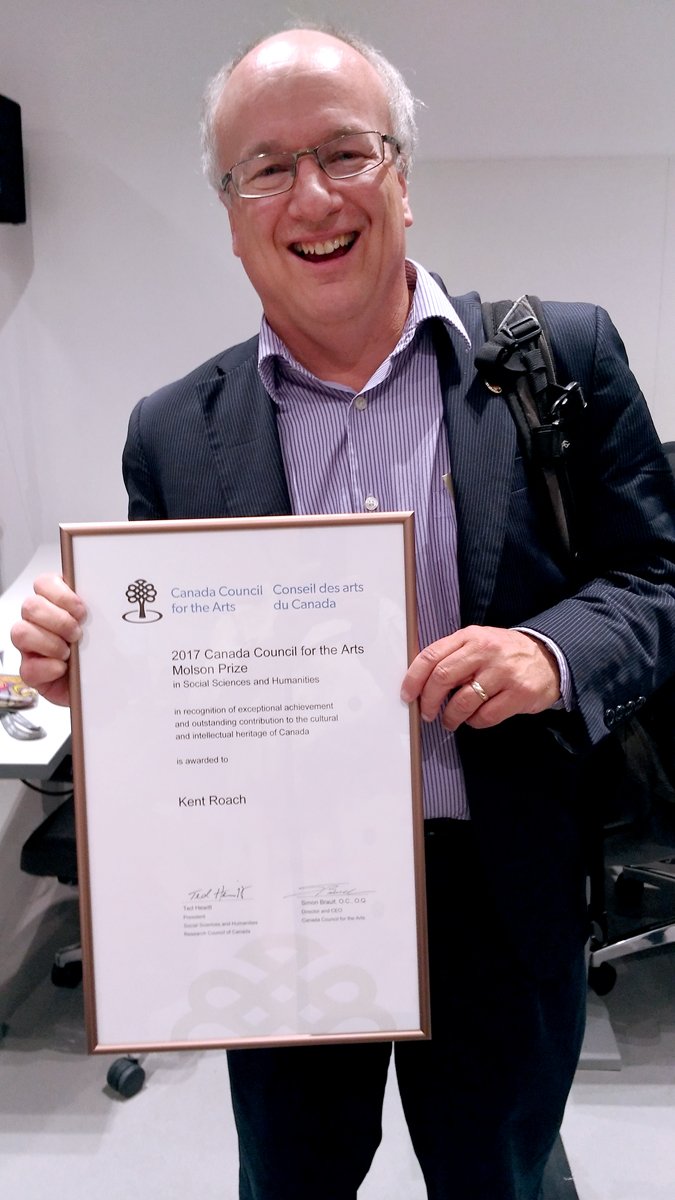 Canada Council
for the Arts
Conseil des arts
du Canada
2017 Canada Council for the Arts
Molson Prize
in Social Sciences and Humanities
in recognition of exceptional achievement
and outstanding contribution to the cultural
and intellectual heritage of Canada
is awarded to
Kent Roach
Ted Hewitt
President
Social Sciences and Humanities
Research Council of Canada
Simon Brault, O.C., O.Q.
Director and CEO
Canada Council for the Arts